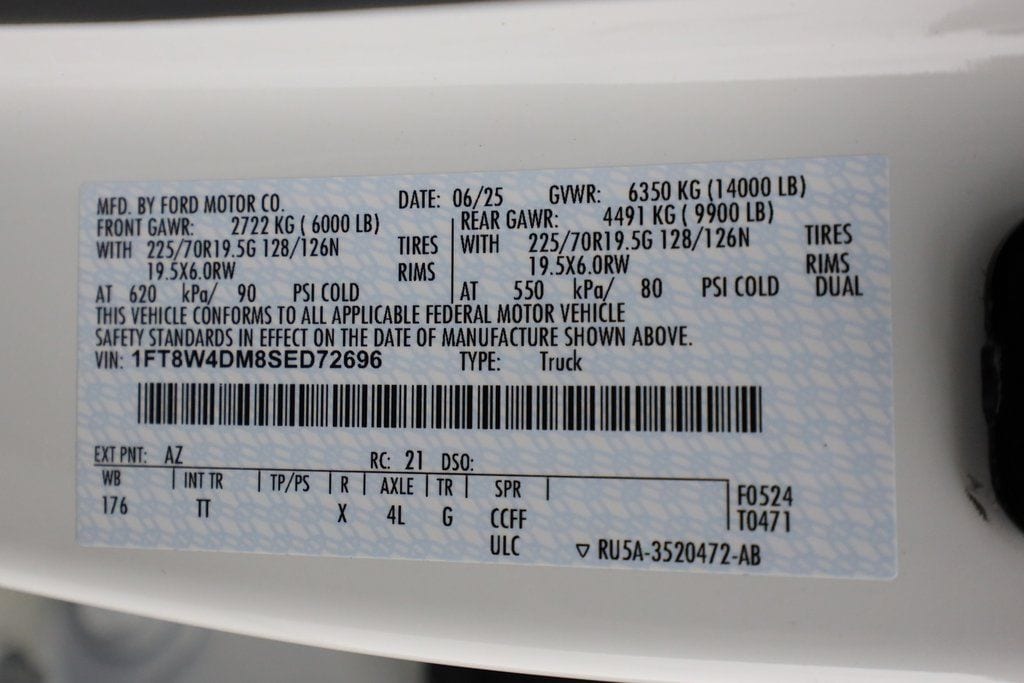 MFD. BY FORD MOTOR CO. DATE: 06/25 GVWR: 6350 KG (14000 LB)
FRONT GAWR: 2722 KG ( 6000 LB) REAR GAWR: 4491 KG ( 9900 LB)
WITH 225/70R19.5G 128/126N TIRES WITH 225/70R19.5G 128/126N TIRES
19.5X6.0RW RIMS 19.5X6.0RW RIMS
AT 620 kPa/ 90 PSI COLD AT 550 kPa/ 80 PSI COLD DUAL
THIS VEHICLE CONFORMS TO ALL APPLICABLE FEDERAL MOTOR VEHICLE
SAFETY STANDARDS IN EFFECT ON THE DATE OF MANUFACTURE SHOWN ABOVE.
VIN: 1FT8W4DM8SED72696 TYPE: Truck
EXT PNT: AZ RC: 21 DSO:
WB INT TR TP/PS R AXLE TR SPR F0524
176 TT X 4L G CCFF T0471
ULC ▽ RU5A-3520472-AB